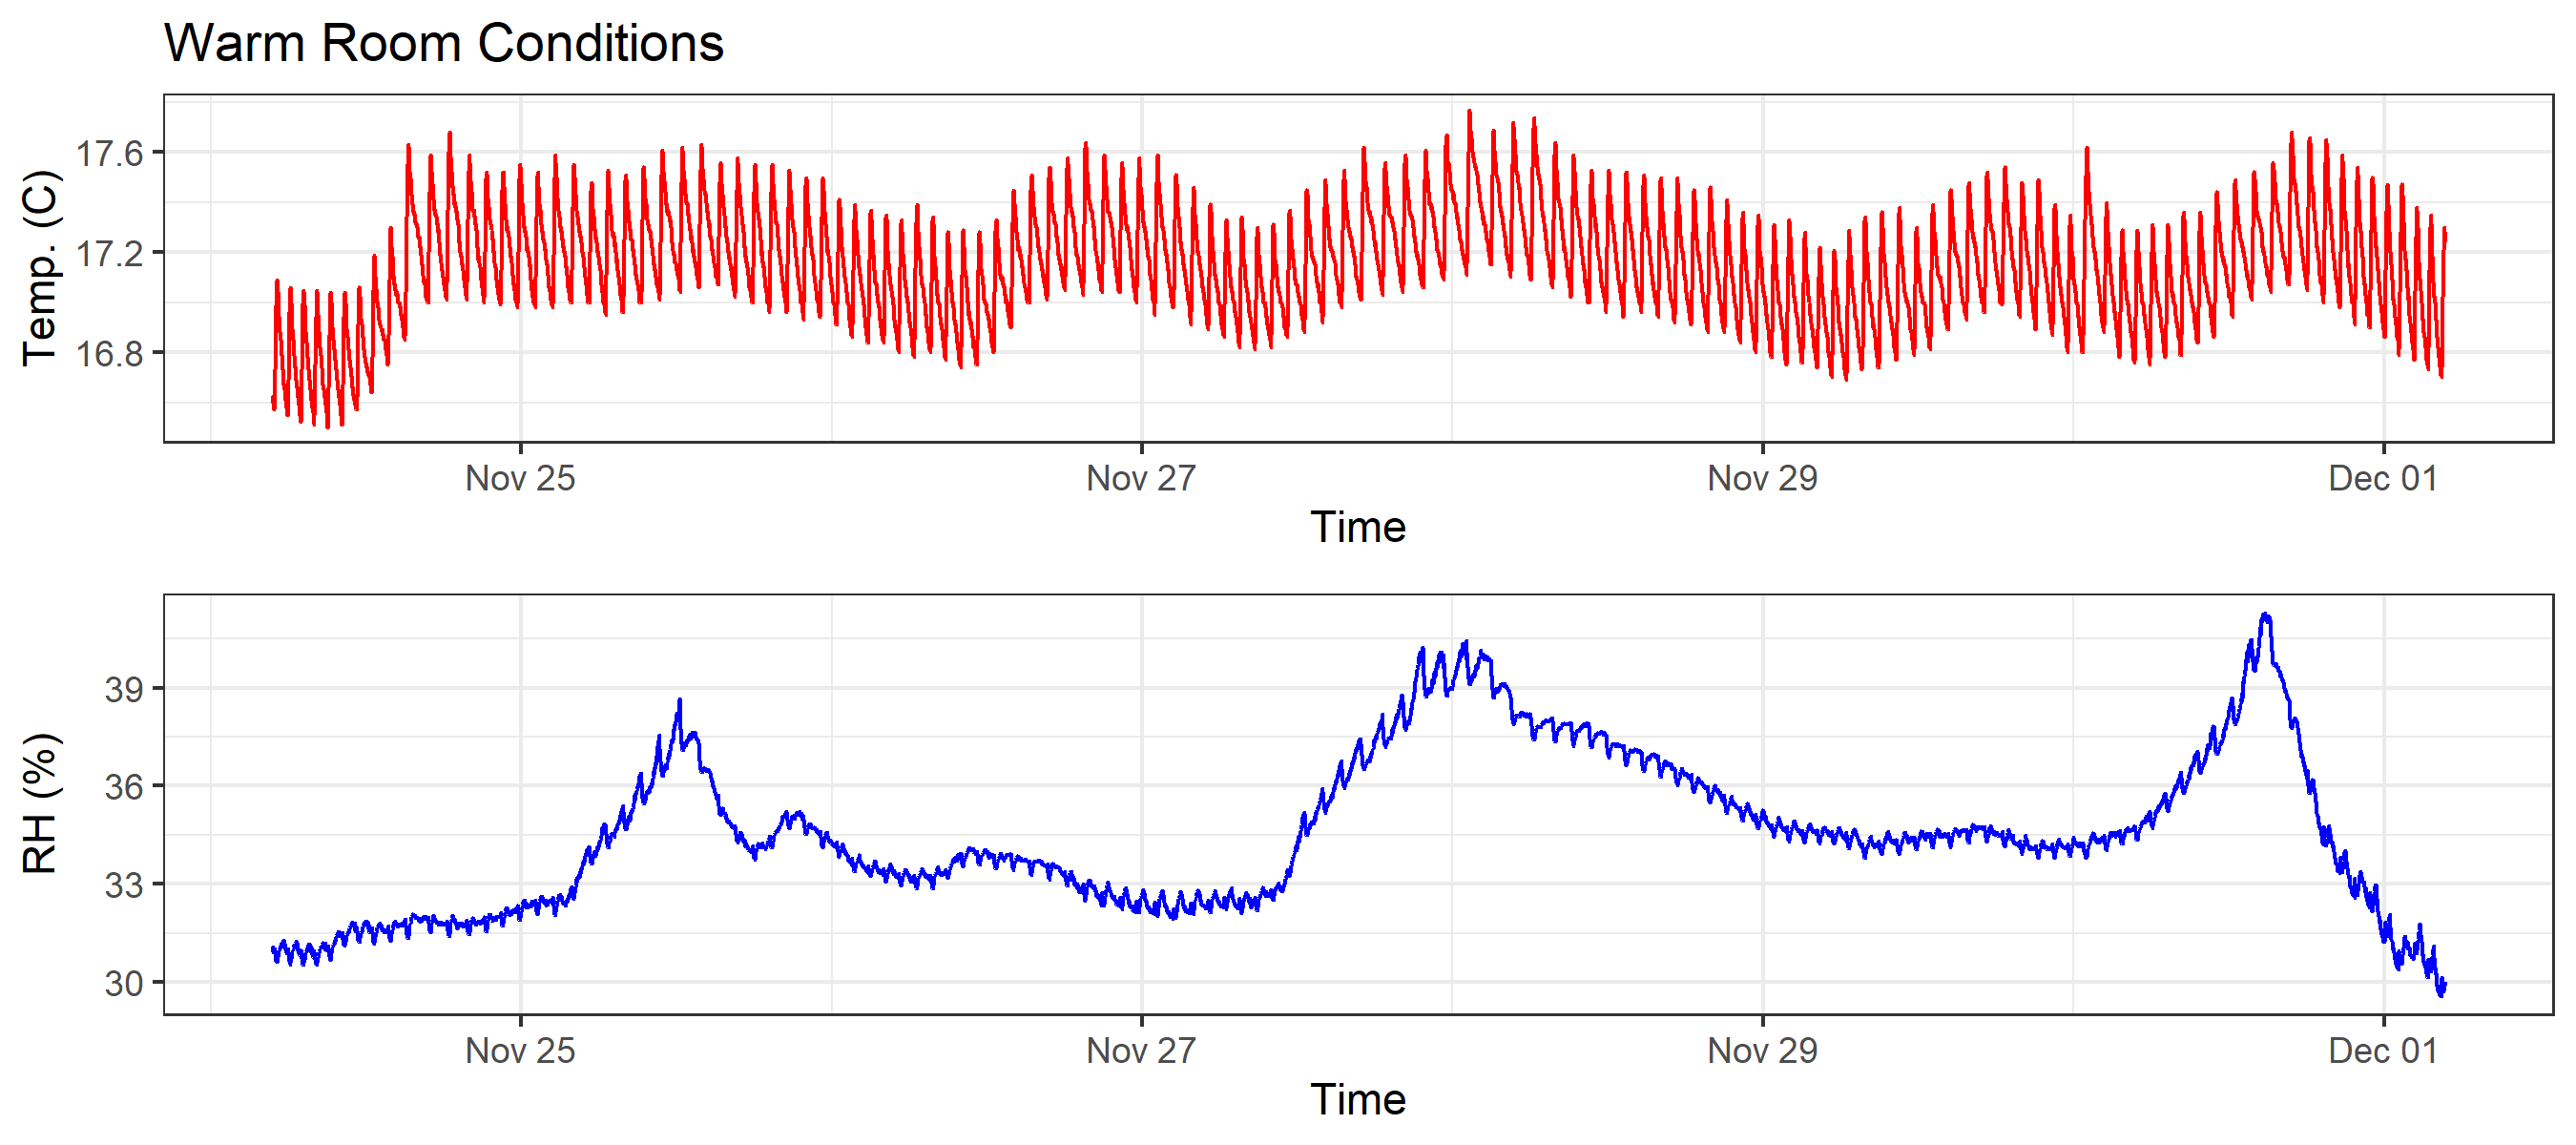 Warm Room Conditions
Temp. (C)
17.6
17.2
16.8
Nov 25 Nov 27 Nov 29 Dec 01
Time
RH (%)
39
36
33
30
Nov 25 Nov 27 Nov 29 Dec 01
Time